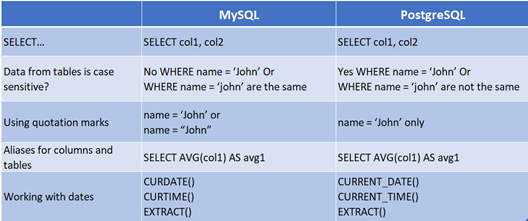 MySQL PostgreSQL
SELECT… SELECT col1, col2 SELECT col1, col2
Data from tables is case No WHERE name = ‘John’ Or Yes WHERE name = ‘John’ Or
sensitive? WHERE name = ‘john’ are the same WHERE name = ‘john’ are not the same
Using quotation marks name = ‘John’ or name = ‘John’ only
name = “John”
Aliases for columns and SELECT AVG(col1) AS avg1 SELECT AVG(col1) AS avg1
tables
Working with dates CURDATE() CURRENT_DATE()
CURTIME() CURRENT_TIME()
EXTRACT() EXTRACT()